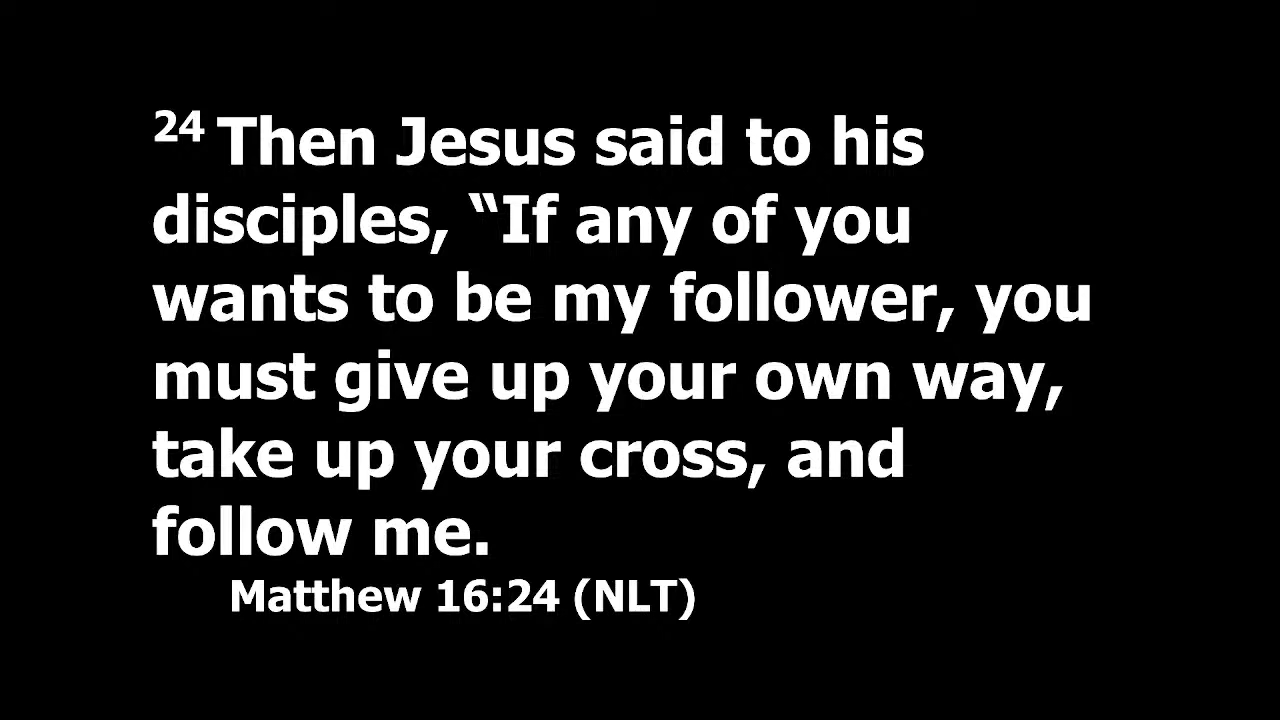 24 Then Jesus said to his
disciples, “If any of you
wants to be my follower, you
must give up your own way,
take up your cross, and
follow me.
Matthew 16:24 (NLT)